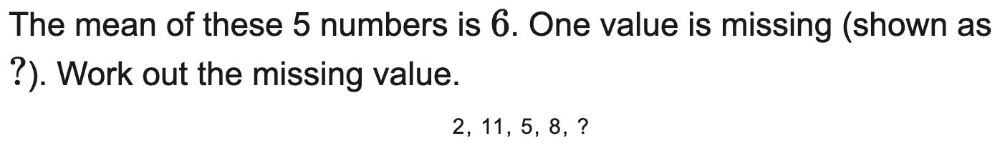 The mean of these 5 numbers is 6. One value is missing (shown as
?). Work out the missing value.
2, 11, 5, 8, ?